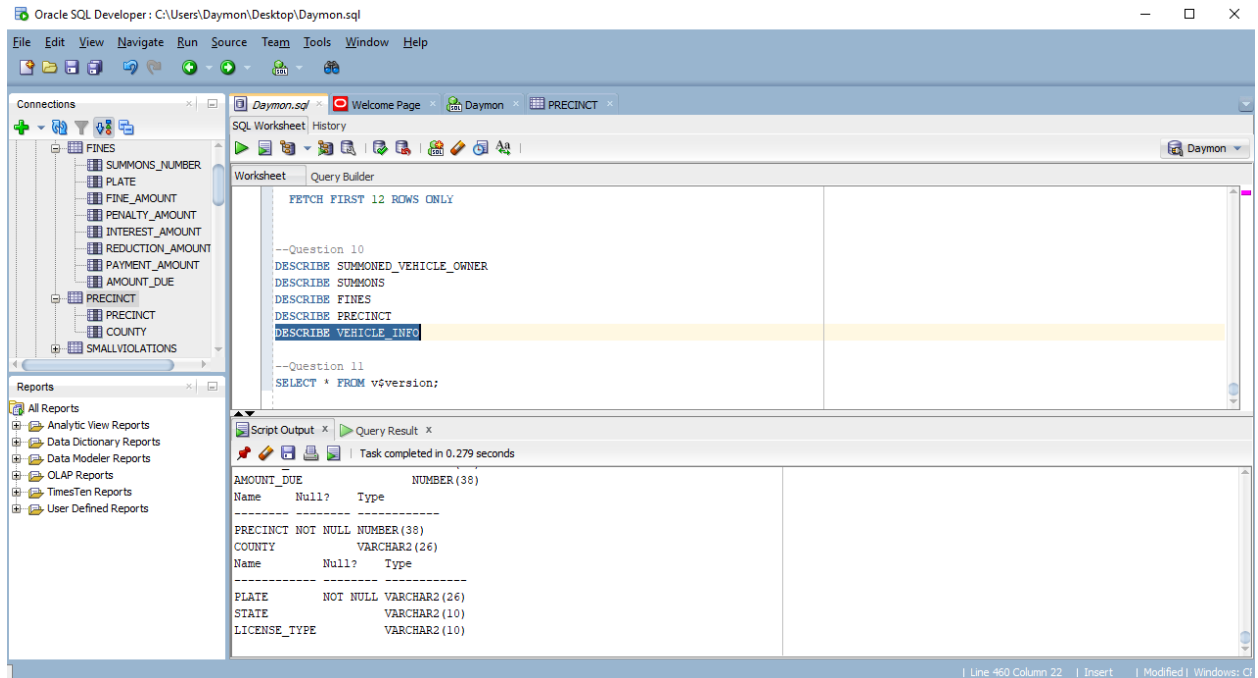 Oracle SQL Developer : C:\Users\Daymon\Desktop\Daymon.sql
File Edit View Navigate Run Source Team Tools Window Help
Connections
FINES
SUMMONS_NUMBER
PLATE
FINE_AMOUNT
PENALTY_AMOUNT
INTEREST_AMOUNT
REDUCTION_AMOUNT
PAYMENT_AMOUNT
AMOUNT_DUE
PRECINCT
PRECINCT
COUNTY
SMALLVIOLATIONS
Reports
All Reports
Analytic View Reports
Data Dictionary Reports
Data Modeler Reports
OLAP Reports
TimesTen Reports
User Defined Reports
Daymon.sql Welcome Page Daymon PRECINCT
SQL Worksheet History
Daymon
Worksheet Query Builder
FETCH FIRST 12 ROWS ONLY
--Question 10
DESCRIBE SUMMONED_VEHICLE_OWNER
DESCRIBE SUMMONS
DESCRIBE FINES
DESCRIBE PRECINCT
DESCRIBE VEHICLE_INFO
--Question 11
SELECT * FROM v$version;
Script Output x Query Result x
Task completed in 0.279 seconds
AMOUNT_DUE NUMBER(38)
Name Null? Type
-------- -------- ------------
PRECINCT NOT NULL NUMBER(38)
COUNTY VARCHAR2(26)
Name Null? Type
------------ -------- ------------
PLATE NOT NULL VARCHAR2(26)
STATE VARCHAR2(10)
LICENSE_TYPE VARCHAR2(10)
| Line 460 Column 22 | Insert | Modified | Windows: C